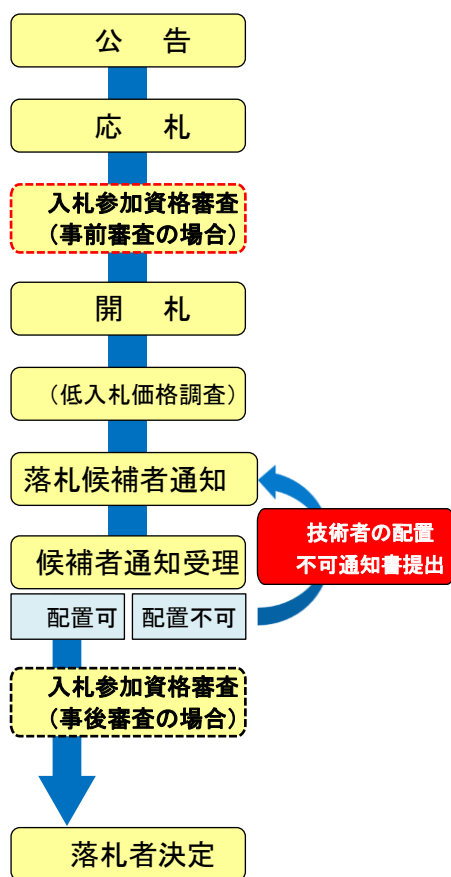 公　告
応　札
入札参加資格審査
（事前審査の場合）
開　札
（低入札価格調査）
落札候補者通知
候補者通知受理
技術者の配置
不可通知書提出
配置可
配置不可
入札参加資格審査
（事後審査の場合）
落札者決定